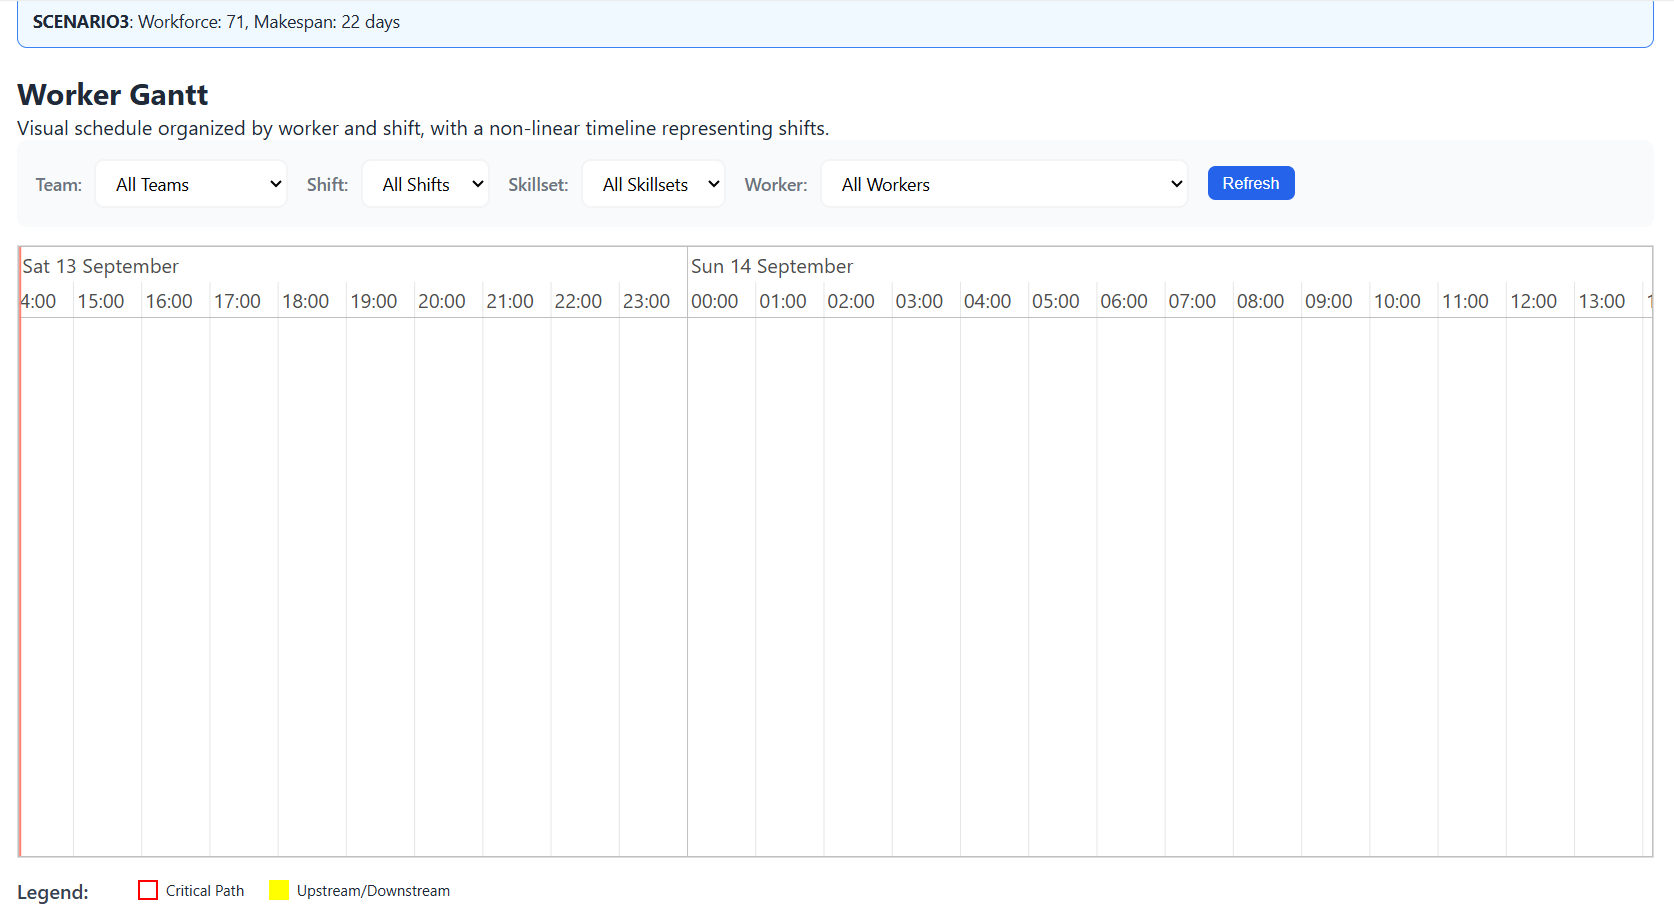 SCENARIO3: Workforce: 71, Makespan: 22 days
Worker Gantt
Visual schedule organized by worker and shift, with a non-linear timeline representing shifts.
Team: All Teams Shift: All Shifts Skillset: All Skillsets Worker: All Workers Refresh
Sat 13 September Sun 14 September
4:00 15:00 16:00 17:00 18:00 19:00 20:00 21:00 22:00 23:00 00:00 01:00 02:00 03:00 04:00 05:00 06:00 07:00 08:00 09:00 10:00 11:00 12:00 13:00 1
Legend: Critical Path Upstream/Downstream